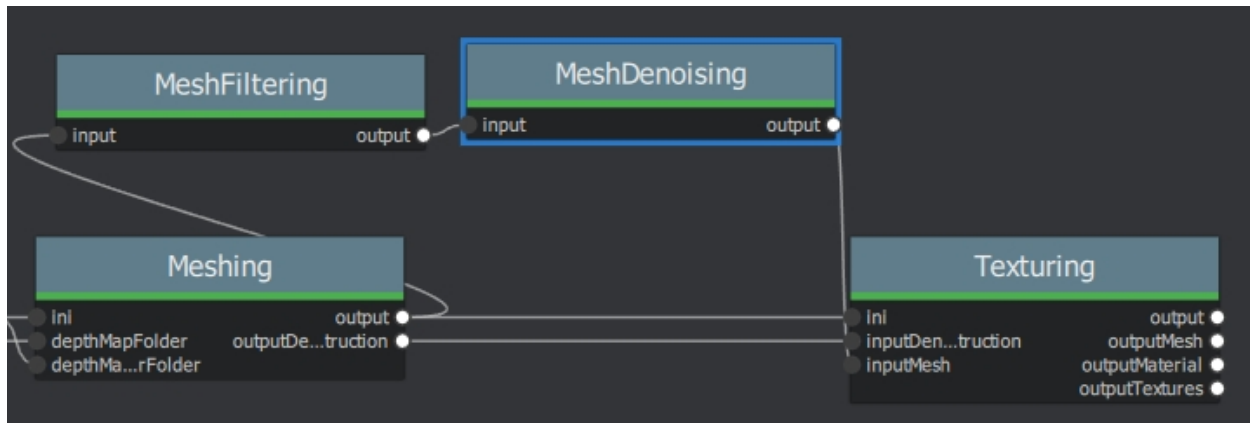 MeshFiltering
input output
MeshDenoising
input output
Meshing
ini output
depthMapFolder outputDe...truction
depthMa...rFolder
Texturing
ini output
inputDen...truction outputMesh
inputMesh outputMaterial
outputTextures